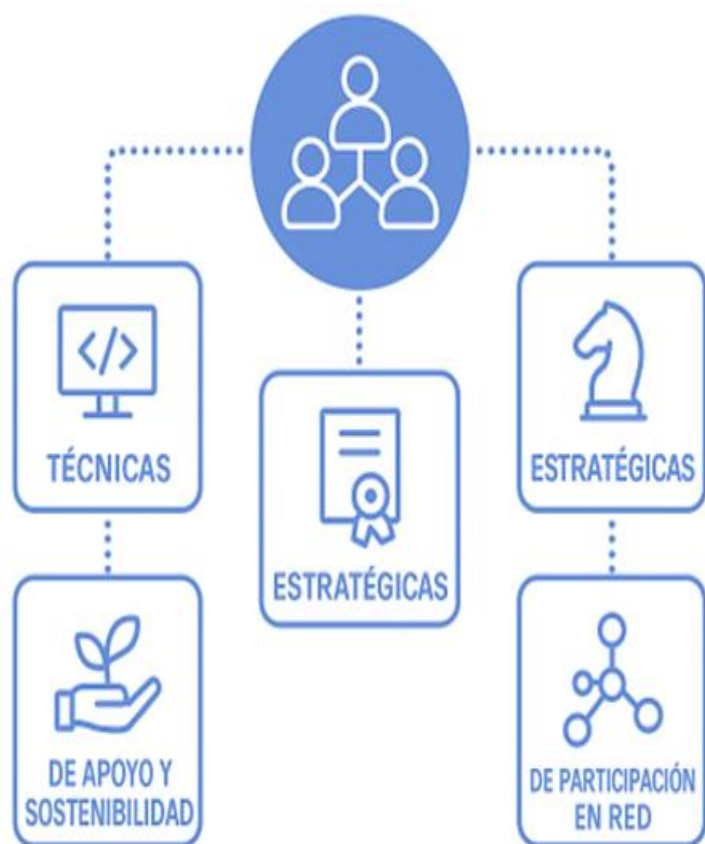 TÉCNICAS
ESTRATÉGICAS
ESTRATÉGICAS
DE APOYO Y
SOSTENIBILIDAD
DE PARTICIPACIÓN
EN RED